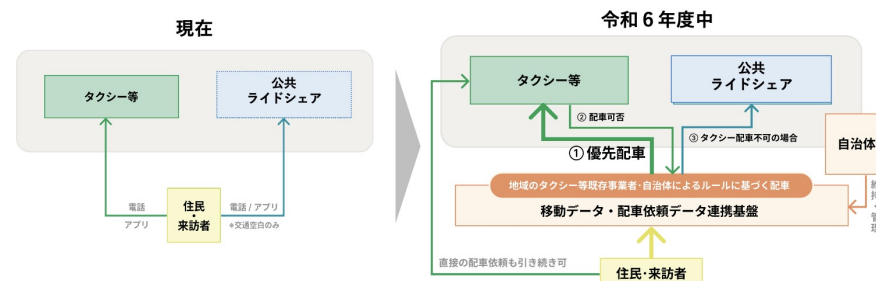 現在
タクシー等
公共
ライドシェア
電話
アプリ
住民
・
来訪者
電話 / アプリ
*交通空白のみ
令和6年度中
タクシー等
公共
ライドシェア
② 配車可否
③ タクシー配車不可の場合
①優先配車
自治体
地域のタクシー等既存事業者・自治体によるルールに基づく配車
移動データ・配車依頼データ連携基盤
直接の配車依頼も引き続き可
住民・来訪者